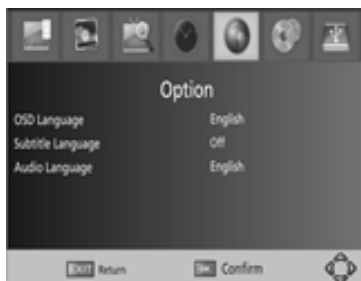 Option
OSD Language English
Subtitle Language Off
Audio Language English
EXIT Return OK Confirm